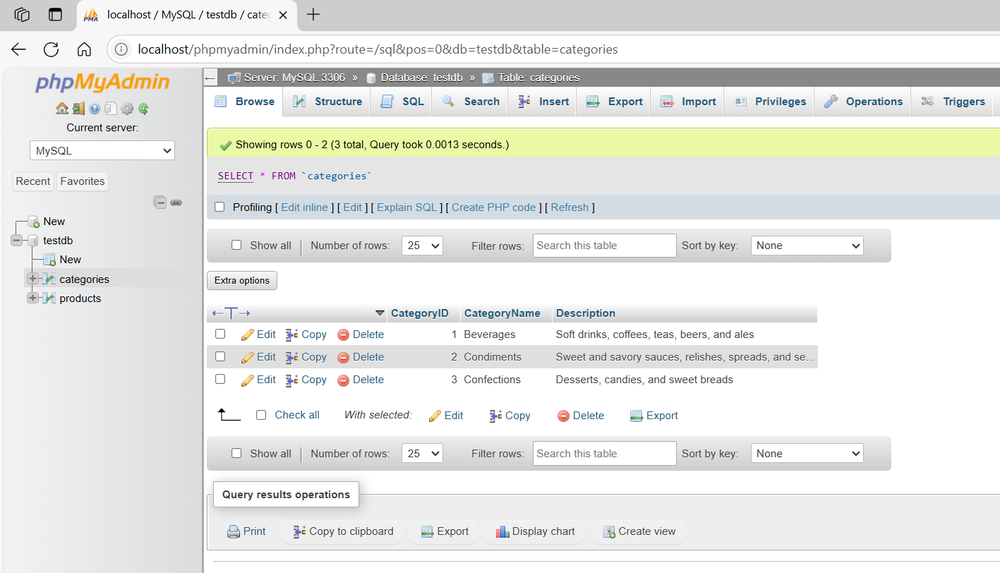 localhost / MySQL / testdb / cate
localhost/phpmyadmin/index.php?route=/sql&pos=0&db=testdb&table=categories
phpMyAdmin
Current server:
MySQL
Recent Favorites
New
testdb
New
categories
products
Server: MySQL:3306 » Database: testdb » Table: categories
Browse Structure SQL Search Insert Export Import Privileges Operations Triggers
Showing rows 0 - 2 (3 total, Query took 0.0013 seconds.)
SELECT * FROM `categories`
Profiling [ Edit inline ] [ Edit ] [ Explain SQL ] [ Create PHP code ] [ Refresh ]
Show all Number of rows: 25 Filter rows: Search this table Sort by key: None
Extra options
←T→ CategoryID CategoryName Description
Edit Copy Delete 1 Beverages Soft drinks, coffees, teas, beers, and ales
Edit Copy Delete 2 Condiments Sweet and savory sauces, relishes, spreads, and se...
Edit Copy Delete 3 Confections Desserts, candies, and sweet breads
Check all With selected: Edit Copy Delete Export
Show all Number of rows: 25 Filter rows: Search this table Sort by key: None
Query results operations
Print Copy to clipboard Export Display chart Create view